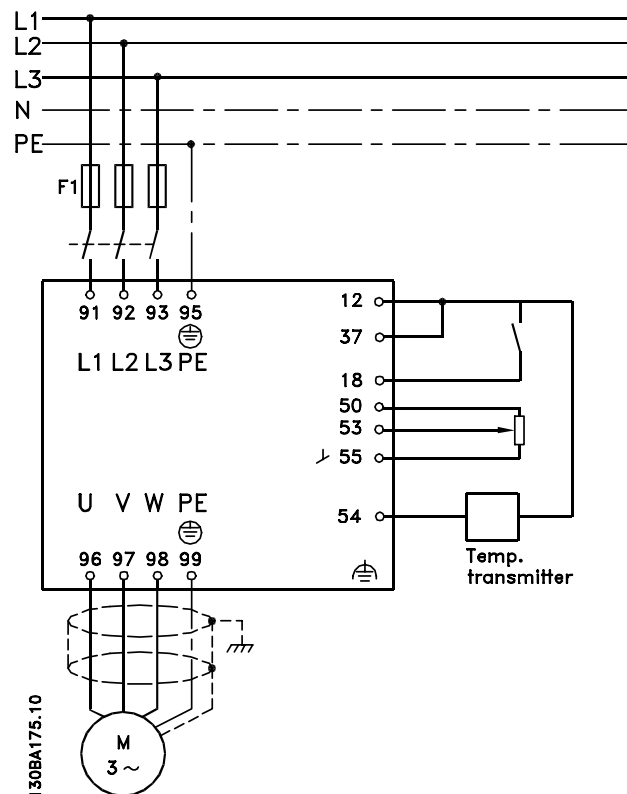 L1
L2
L3
N
PE
F1
91 92 93 95
L1 L2 L3 PE
12
37
18
50
53
55
54
U V W PE
96 97 98 99
Temp.
transmitter
M
3 ~
130BA175.10